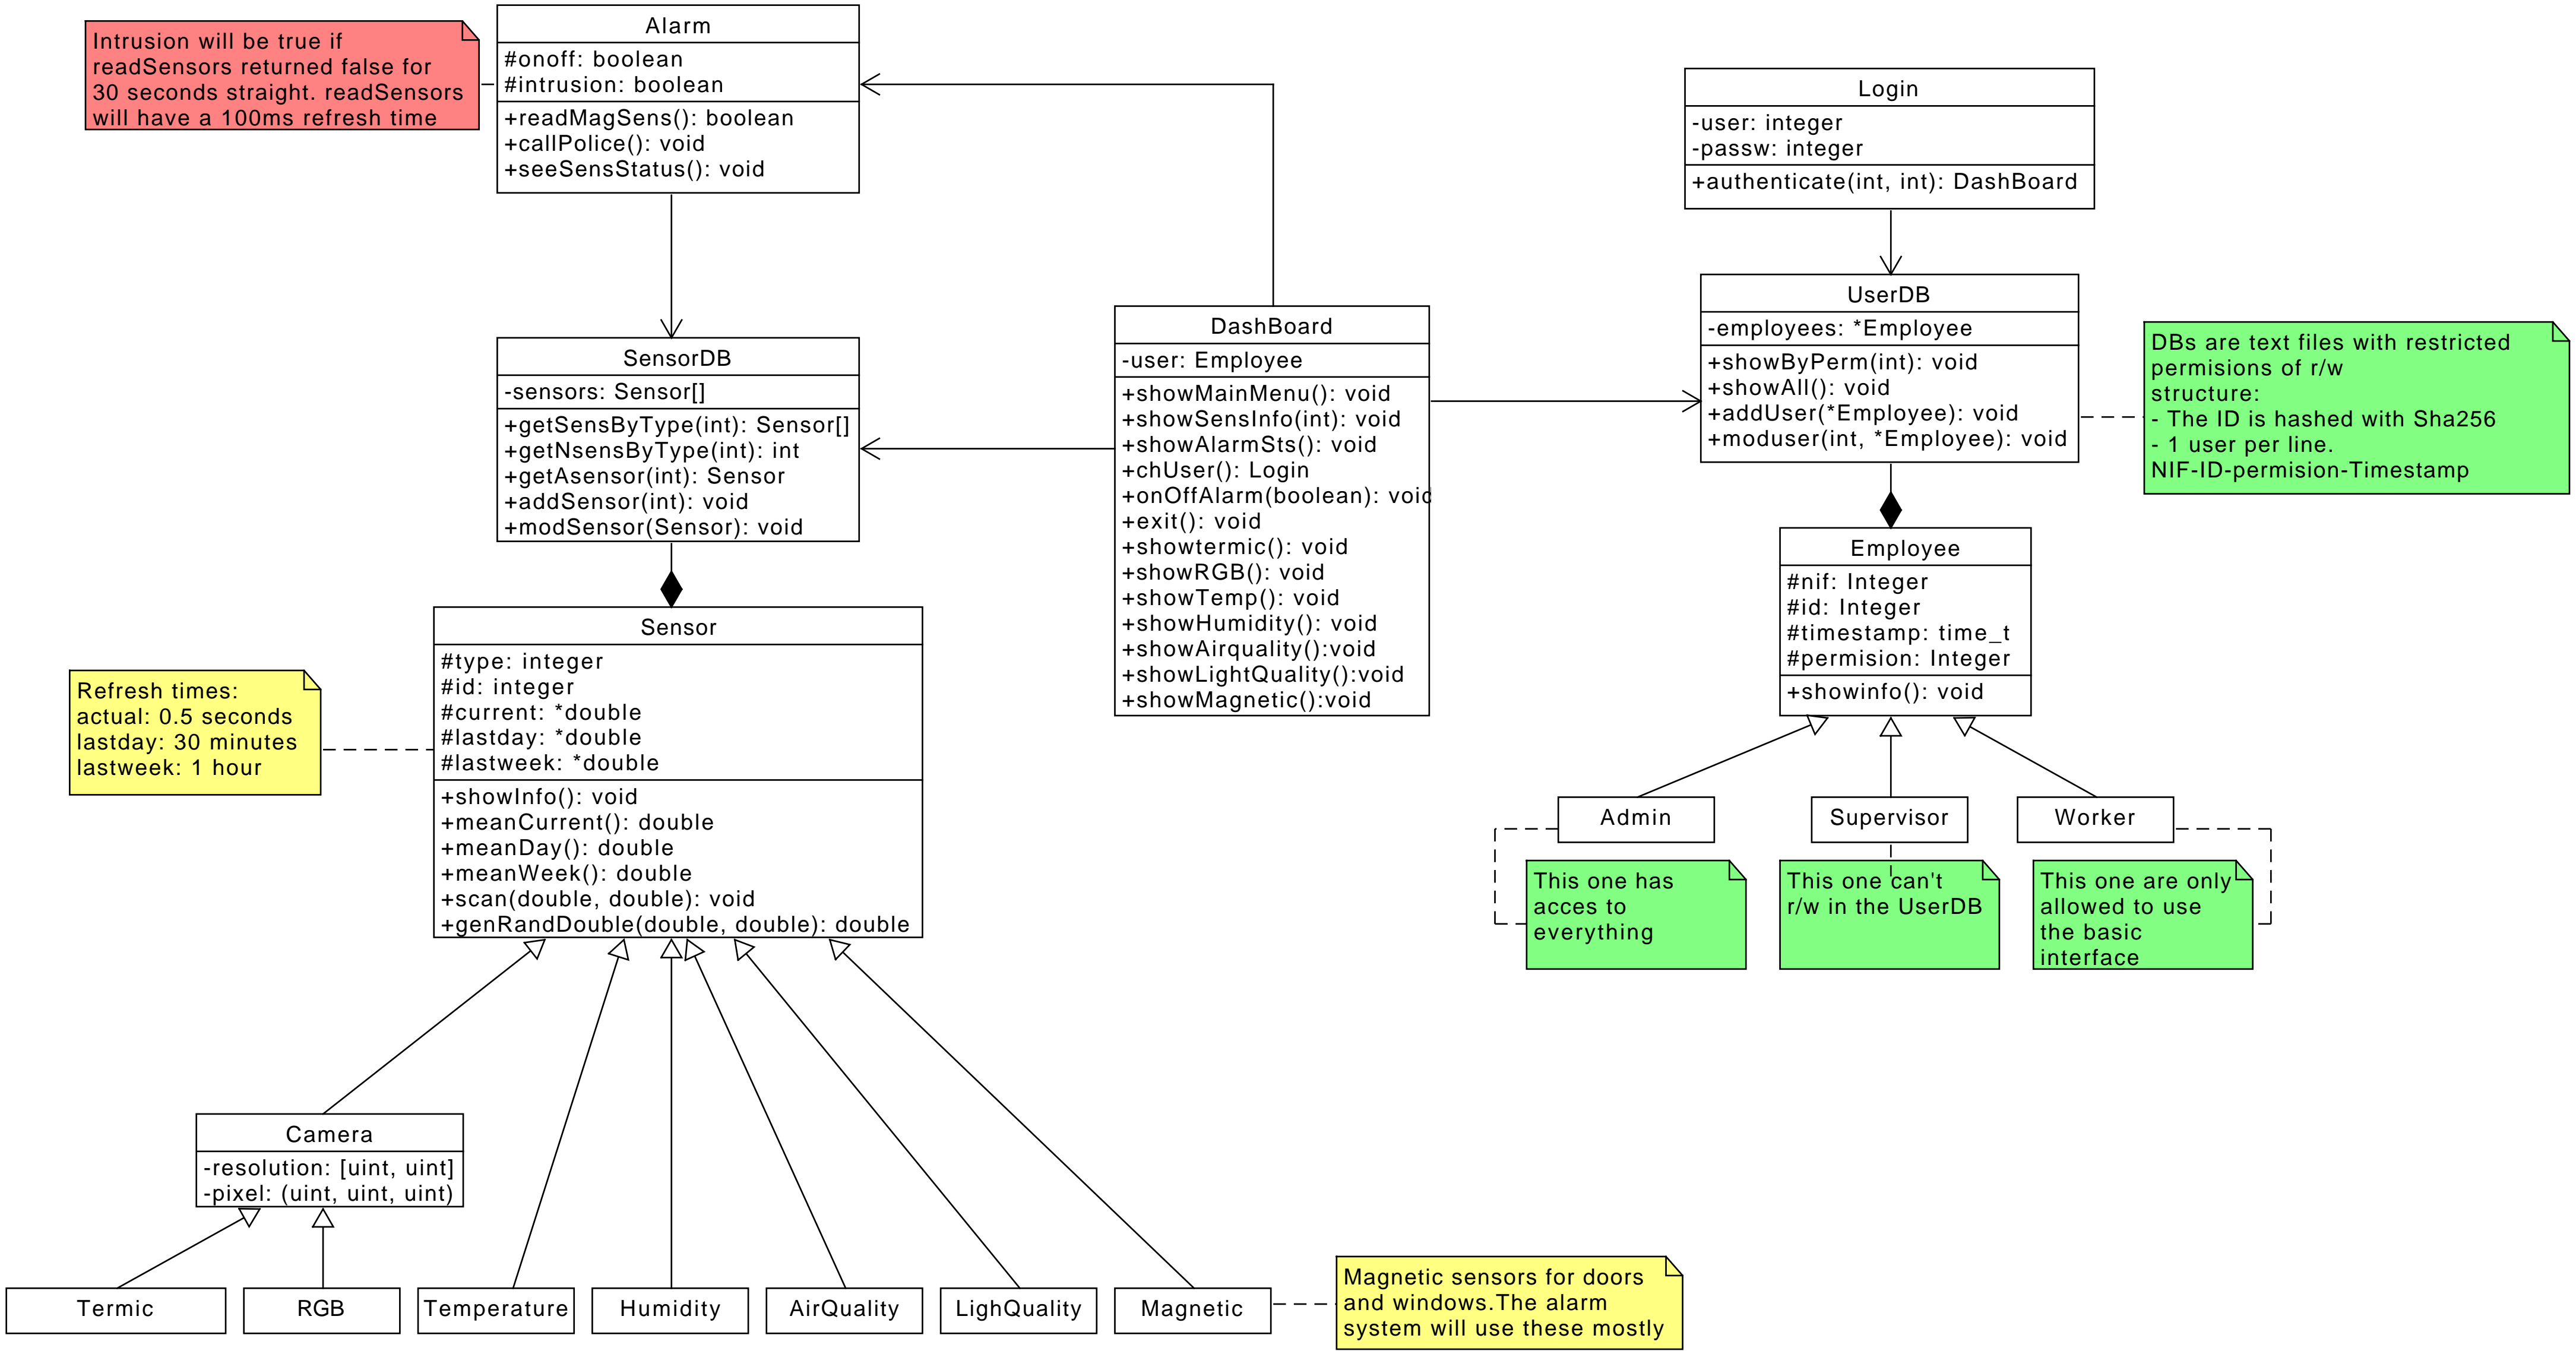 Intrusion will be true if
readSensors returned false for
30 seconds straight. readSensors
will have a 100ms refresh time
Alarm
#onoff: boolean
#intrusion: boolean
+readMagSens(): boolean
+callPolice(): void
+seeSensStatus(): void
Login
-user: integer
-passw: integer
+authenticate(int, int): DashBoard
SensorDB
-sensors: Sensor[]
+getSensByType(int): Sensor[]
+getNsensByType(int): int
+getAsensor(int): Sensor
+addSensor(int): void
+modSensor(Sensor): void
DashBoard
-user: Employee
+showMainMenu(): void
+showSensInfo(int): void
+showAlarmSts(): void
+chUser(): Login
+onOffAlarm(boolean): void
+exit(): void
+showtermic(): void
+showRGB(): void
+showTemp(): void
+showHumidity(): void
+showAirquality():void
+showLightQuality():void
+showMagnetic():void
UserDB
-employees: *Employee
+showByPerm(int): void
+showAll(): void
+addUser(*Employee): void
+moduser(int, *Employee): void
DBs are text files with restricted
permisions of r/w
structure:
- The ID is hashed with Sha256
- 1 user per line.
NIF-ID-permision-Timestamp
Employee
#nif: Integer
#id: Integer
#timestamp: time_t
#permision: Integer
+showinfo(): void
Refresh times:
actual: 0.5 seconds
lastday: 30 minutes
lastweek: 1 hour
Sensor
#type: integer
#id: integer
#current: *double
#lastday: *double
#lastweek: *double
+showInfo(): void
+meanCurrent(): double
+meanDay(): double
+meanWeek(): double
+scan(double, double): void
+genRandDouble(double, double): double
Admin
Supervisor
Worker
This one has
acces to
everything
This one can't
r/w in the UserDB
This one are only
allowed to use
the basic
interface
Camera
-resolution: [uint, uint]
-pixel: (uint, uint, uint)
Termic
RGB
Temperature
Humidity
AirQuality
LighQuality
Magnetic
Magnetic sensors for doors
and windows.The alarm
system will use these mostly